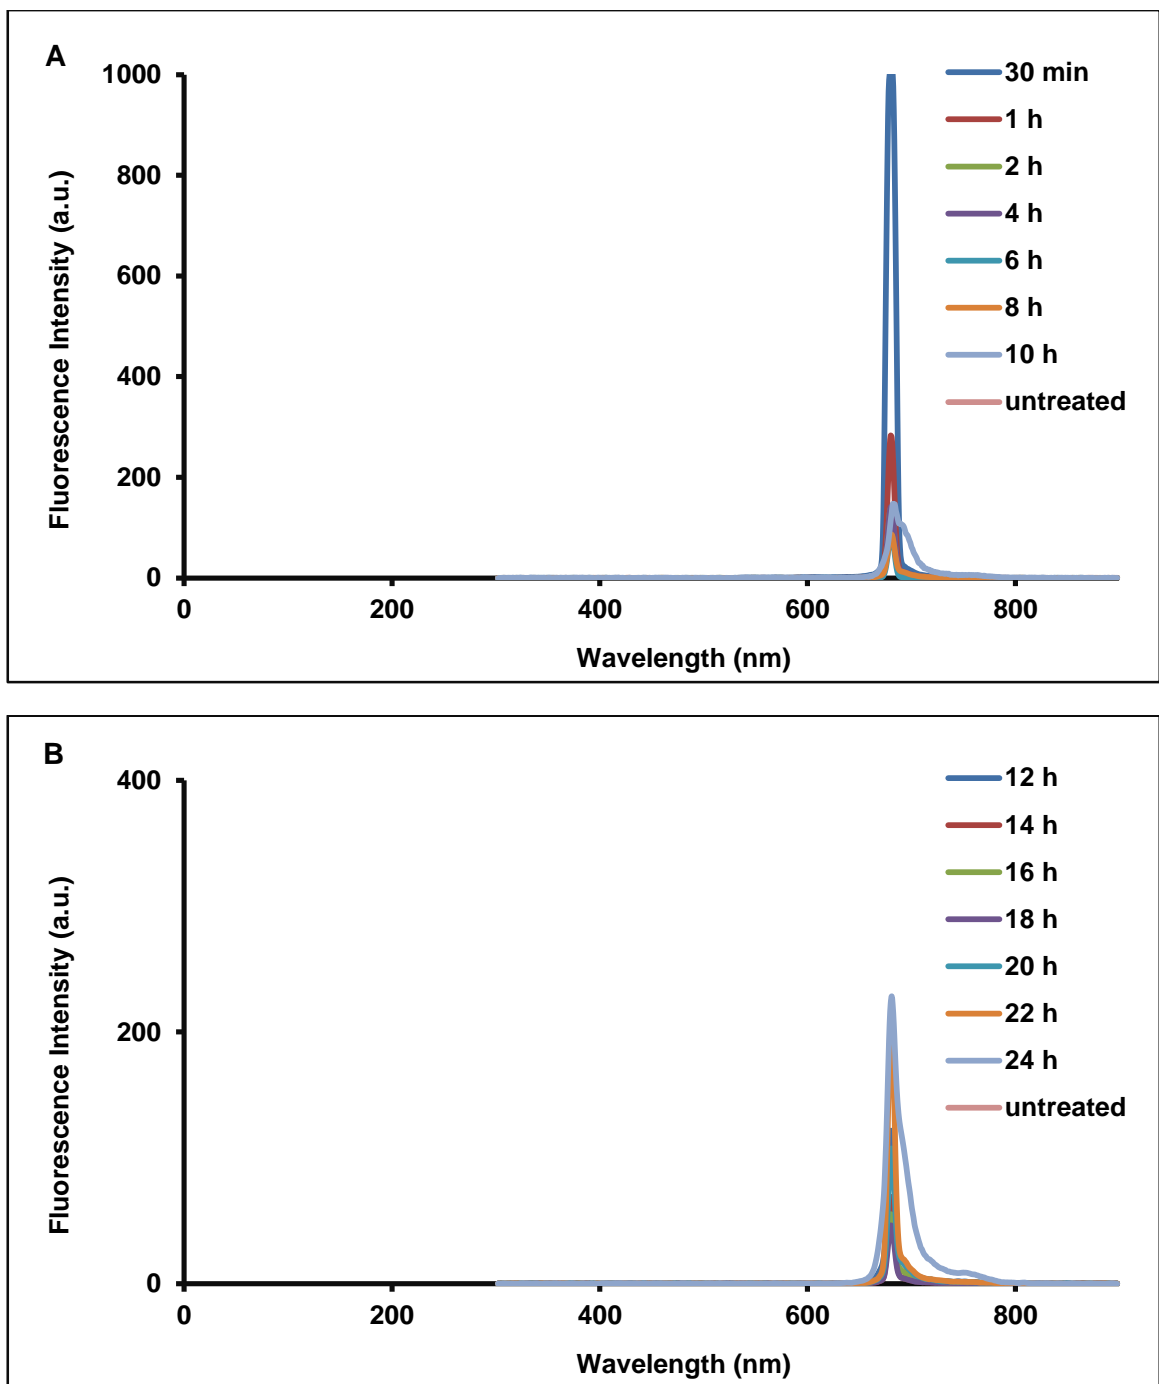 A
1000
800
600
400
200
0
Fluorescence Intensity (a.u.)
0 200 400 600 800
Wavelength (nm)
30 min
1 h
2 h
4 h
6 h
8 h
10 h
untreated
B
400
200
0
Fluorescence Intensity (a.u.)
0 200 400 600 800
Wavelength (nm)
12 h
14 h
16 h
18 h
20 h
22 h
24 h
untreated